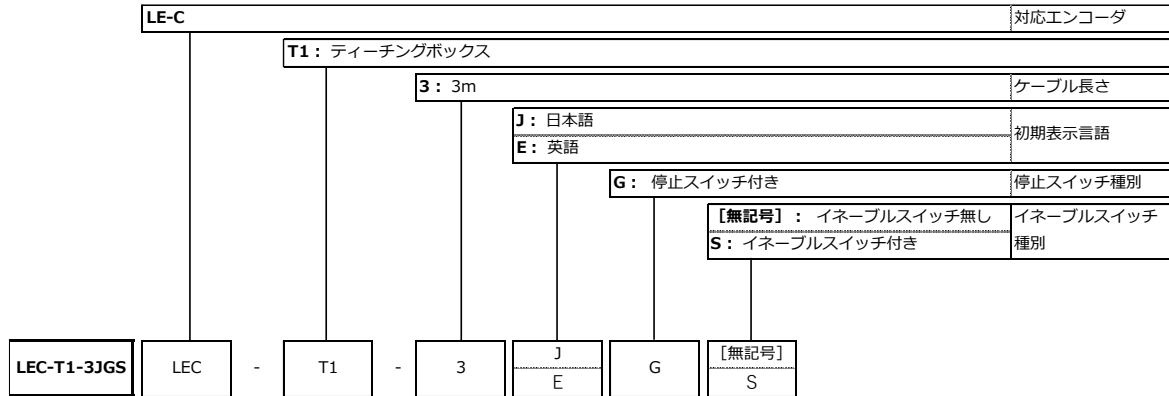 LE-C 対応エンコーダ
T1： ティーチングボックス
3： 3m ケーブル長さ
J： 日本語
初期表示言語
E： 英語
G： 停止スイッチ付き 停止スイッチ種別
［無記号］： イネーブルスイッチ無し イネーブルスイッチ
S： イネーブルスイッチ付き 種別
LEC-T1-3JGS LEC - T1 - 3 J G ［無記号］
E S